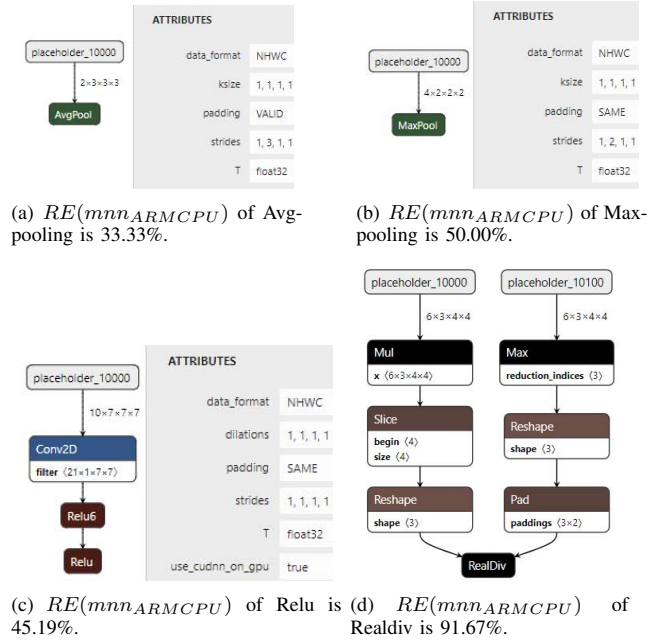 placeholder_10000
2×3×3×3
AvgPool
ATTRIBUTES
data_format NHWC
ksize 1, 1, 1, 1
padding VALID
strides 1, 3, 1, 1
T float32
(a) RE(mnn_ARMCPU) of Avg-
pooling is 33.33%.
placeholder_10000
4×2×2×2
MaxPool
ATTRIBUTES
data_format NHWC
ksize 1, 1, 1, 1
padding SAME
strides 1, 2, 1, 1
T float32
(b) RE(mnn_ARMCPU) of Max-
pooling is 50.00%.
placeholder_10000
10×7×7×7
Conv2D
filter ⟨21×1×7×7⟩
Relu6
Relu
ATTRIBUTES
data_format NHWC
dilations 1, 1, 1, 1
padding SAME
strides 1, 1, 1, 1
T float32
use_cudnn_on_gpu true
(c) RE(mnn_ARMCPU) of Relu is
45.19%.
placeholder_10000
6×3×4×4
Mul
x ⟨6×3×4×4⟩
Slice
begin ⟨4⟩
size ⟨4⟩
Reshape
shape ⟨3⟩
placeholder_10100
6×3×4×4
Max
reduction_indices ⟨3⟩
Reshape
shape ⟨3⟩
Pad
paddings ⟨3×2⟩
RealDiv
(d) RE(mnn_ARMCPU) of
Realdiv is 91.67%.